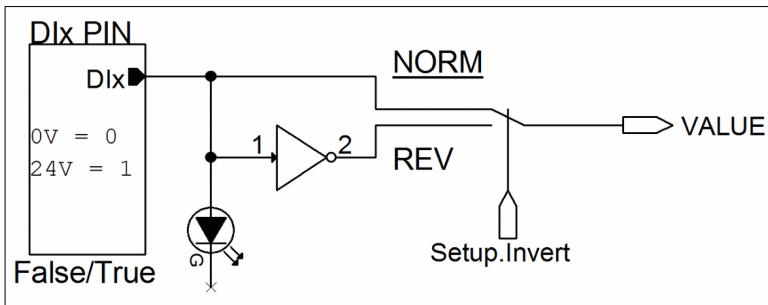 DIx PIN
NORM
DIx
VALUE
0V = 0
1
2
24V = 1
REV
G
Setup.Invert
False/True